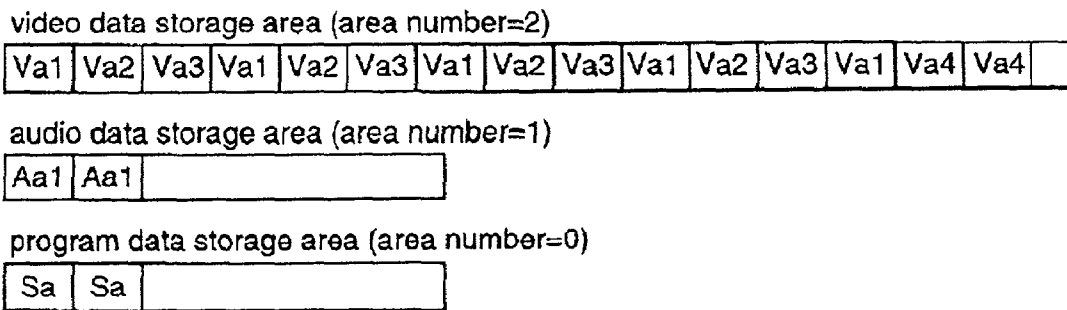 video data storage area (area number=2)
Va1 Va2 Va3 Va1 Va2 Va3 Va1 Va2 Va3 Va1 Va2 Va3 Va1 Va4 Va4
audio data storage area (area number=1)
Aa1 Aa1
program data storage area (area number=0)
Sa Sa